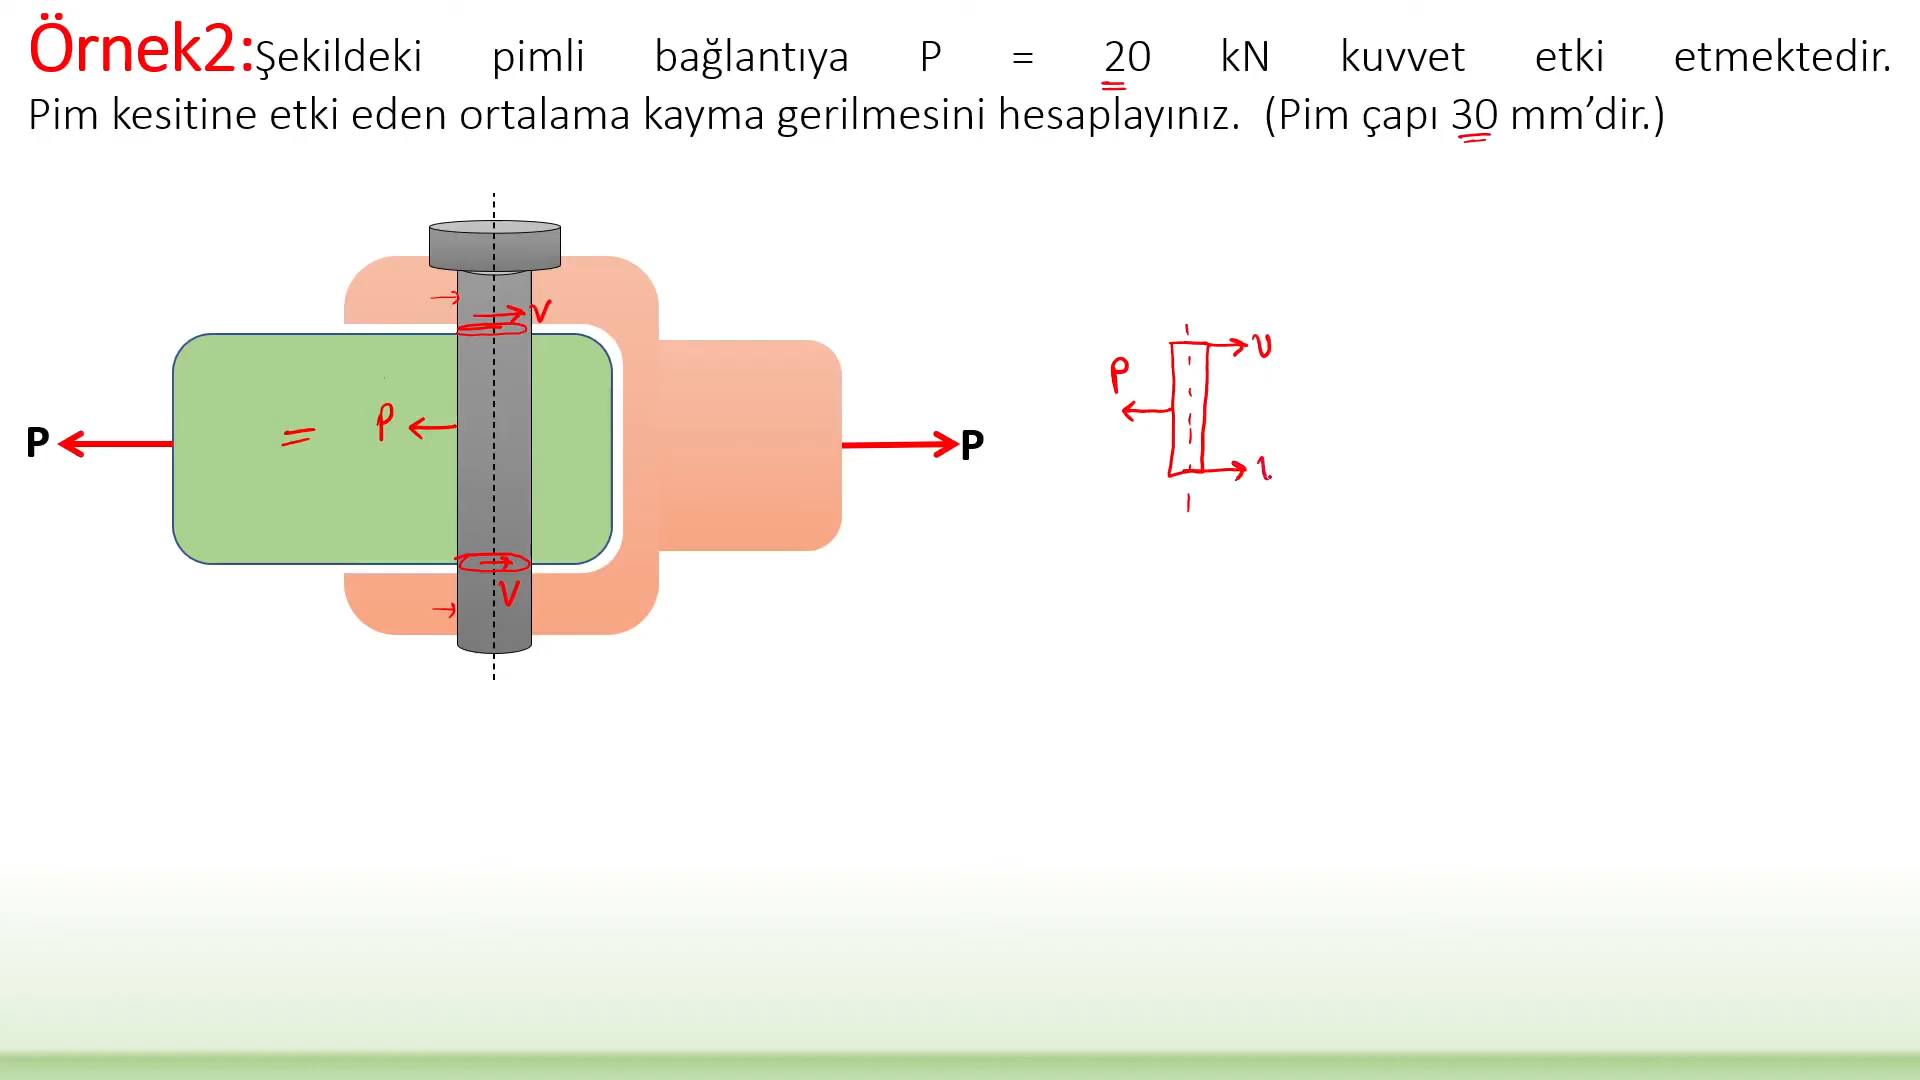 Örnek2:Şekildeki pimli bağlantıya P = 20 kN kuvvet etki etmektedir.
Pim kesitine etki eden ortalama kayma gerilmesini hesaplayınız. (Pim çapı 30 mm’dir.)
V
P
V
P
=
P
P
V